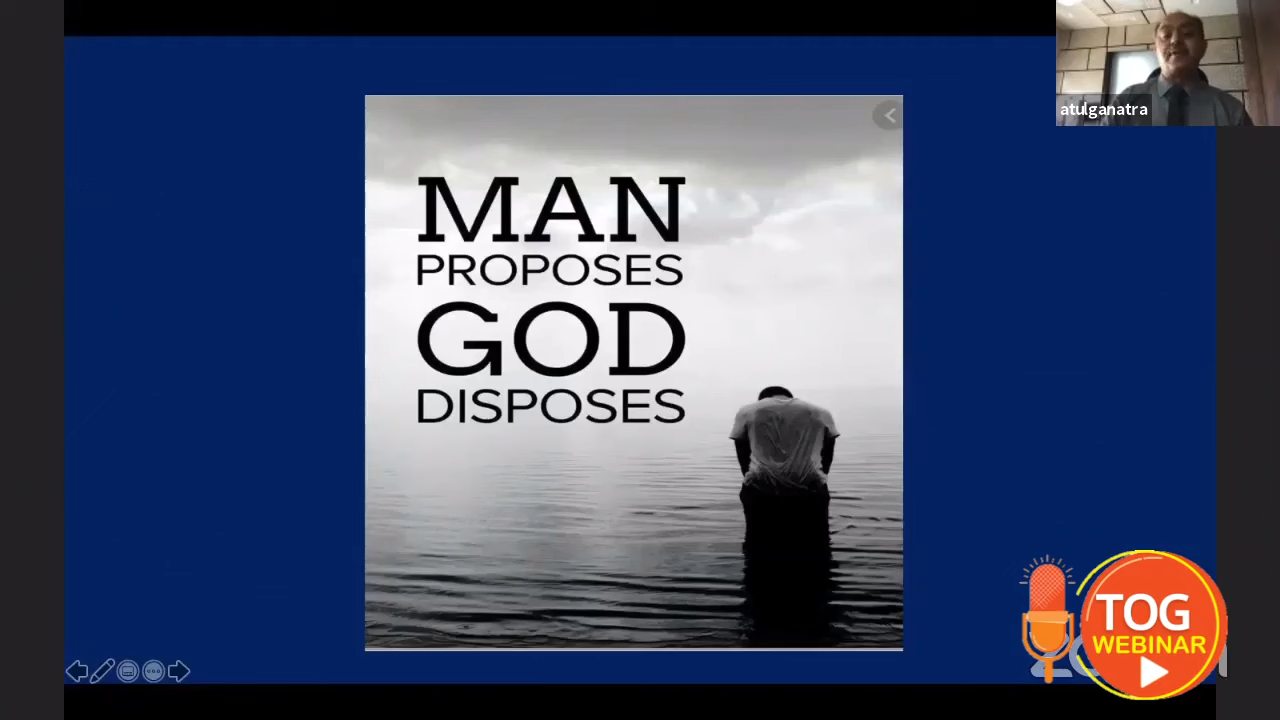 atulganatra
MAN
PROPOSES
GOD
DISPOSES
TOG
WEBINAR